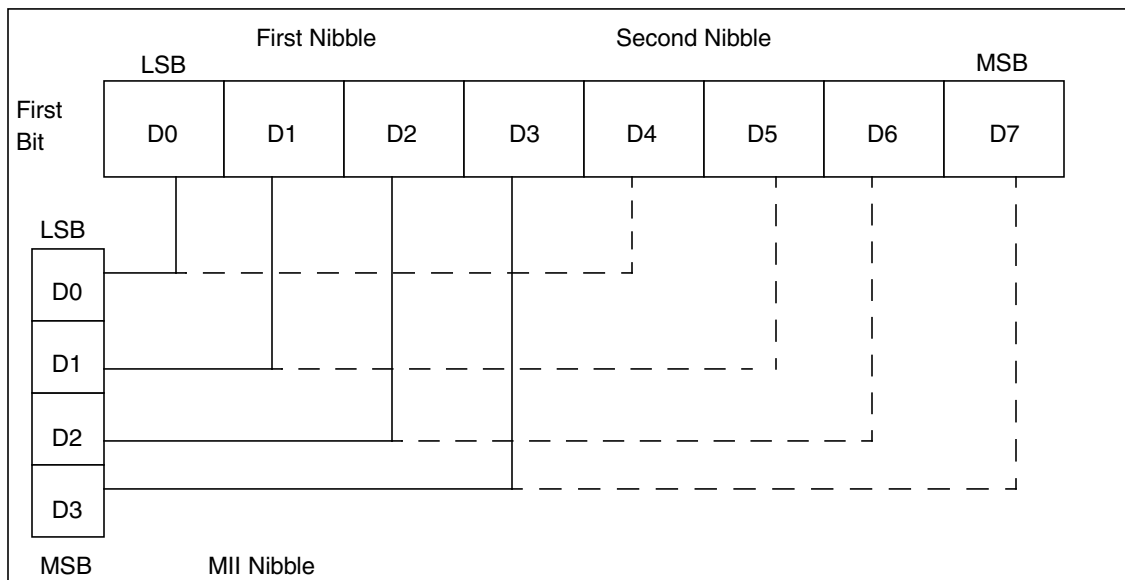 First Nibble Second Nibble
LSB MSB
First
Bit
D0 D1 D2 D3 D4 D5 D6 D7
LSB
D0
D1
D2
D3
MSB MII Nibble